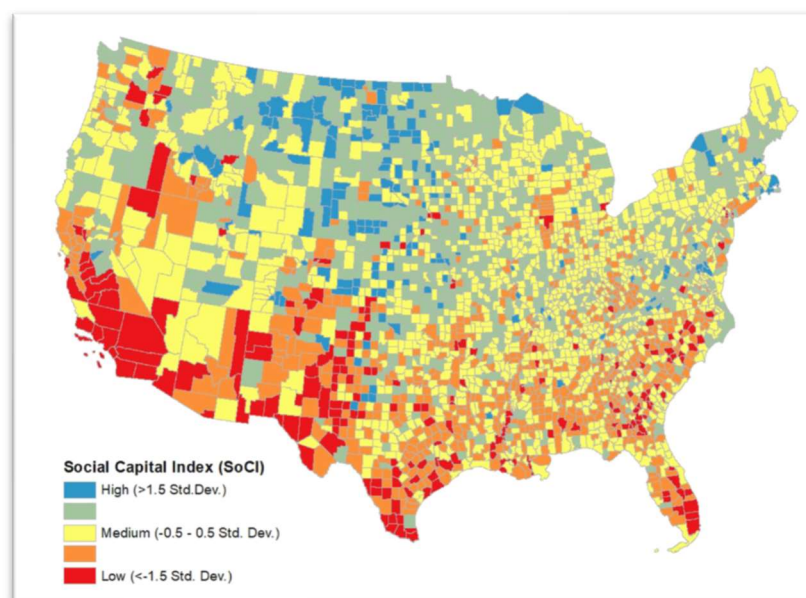 Social Capital Index (SoCI)
High (>1.5 Std.Dev.)
Medium (-0.5 - 0.5 Std. Dev.)
Low (<-1.5 Std. Dev.)